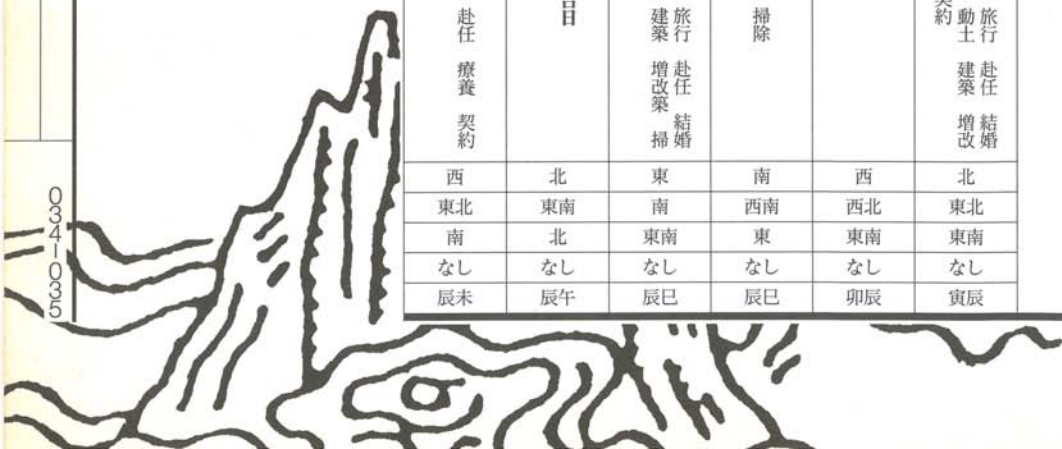 旅行 赴任 結婚
動土 建築 増改
契約
掃除
旅行 赴任 結婚
建築 増改築 掃
日
赴任 療養 契約
西 北 東 南 西 北
東北 東南 南 西南 西北 東北
南 北 東南 東 東南 東南
なし なし なし なし なし なし
辰未 辰午 辰巳 辰巳 卯辰 寅辰
034-035